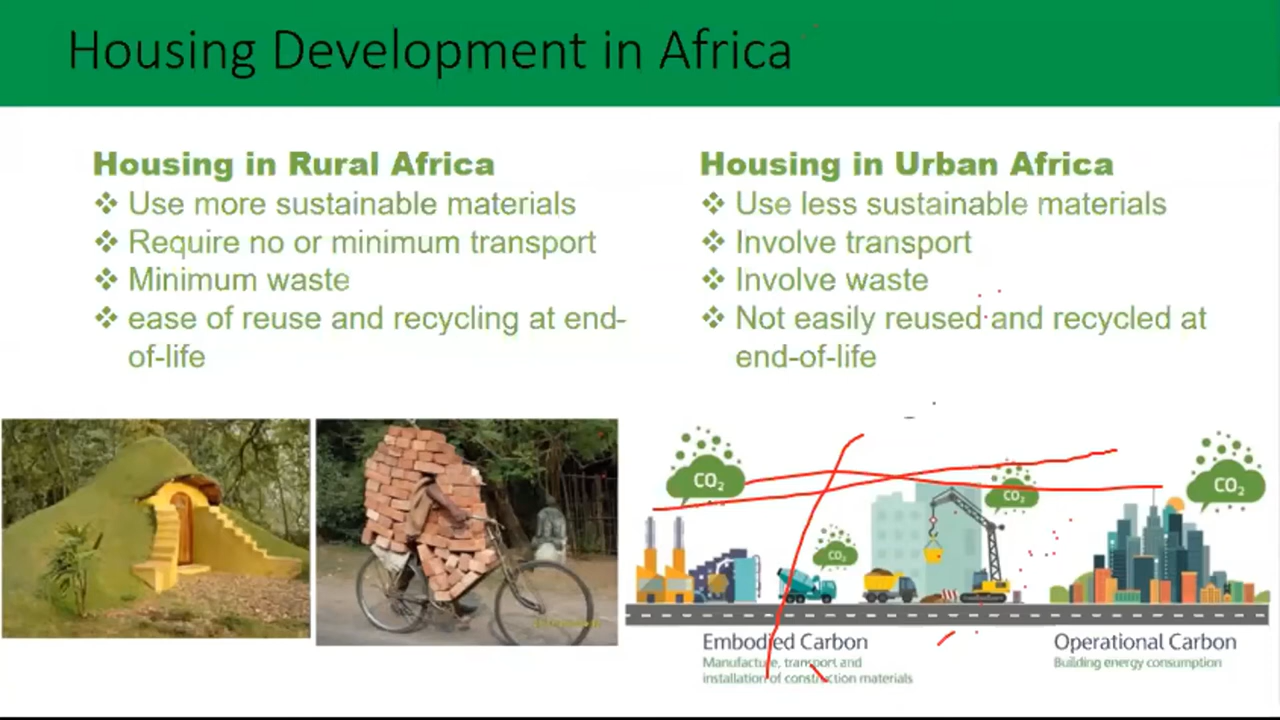 Housing Development in Africa
Housing in Rural Africa
❖ Use more sustainable materials
❖ Require no or minimum transport
❖ Minimum waste
❖ ease of reuse and recycling at end-
of-life
Housing in Urban Africa
❖ Use less sustainable materials
❖ Involve transport
❖ Involve waste
❖ Not easily reused and recycled at
end-of-life
CO₂
CO₂
CO₂
CO₂
Embodied Carbon
Manufacture, transport and
installation of construction materials
Operational Carbon
Building energy consumption